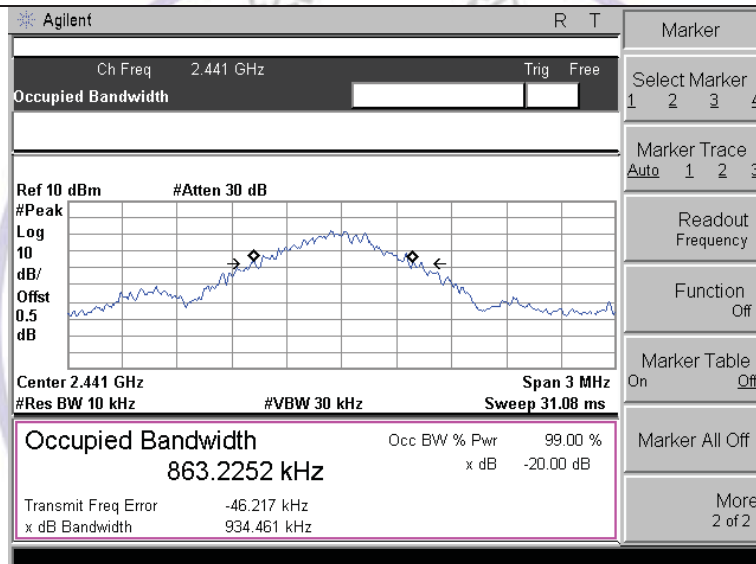 Agilent R T
Ch Freq 2.441 GHz Trig Free
Occupied Bandwidth
Ref 10 dBm #Atten 30 dB
#Peak
Log
10
dB/
Offst
0.5
dB
Center 2.441 GHz Span 3 MHz
#Res BW 10 kHz #VBW 30 kHz Sweep 31.08 ms
Occupied Bandwidth Occ BW % Pwr 99.00 %
863.2252 kHz x dB -20.00 dB
Transmit Freq Error -46.217 kHz
x dB Bandwidth 934.461 kHz
Marker
Select Marker
1 2 3 4
Marker Trace
Auto 1 2 3
Readout
Frequency
Function
Off
Marker Table
On Off
Marker All Off
More
2 of 2